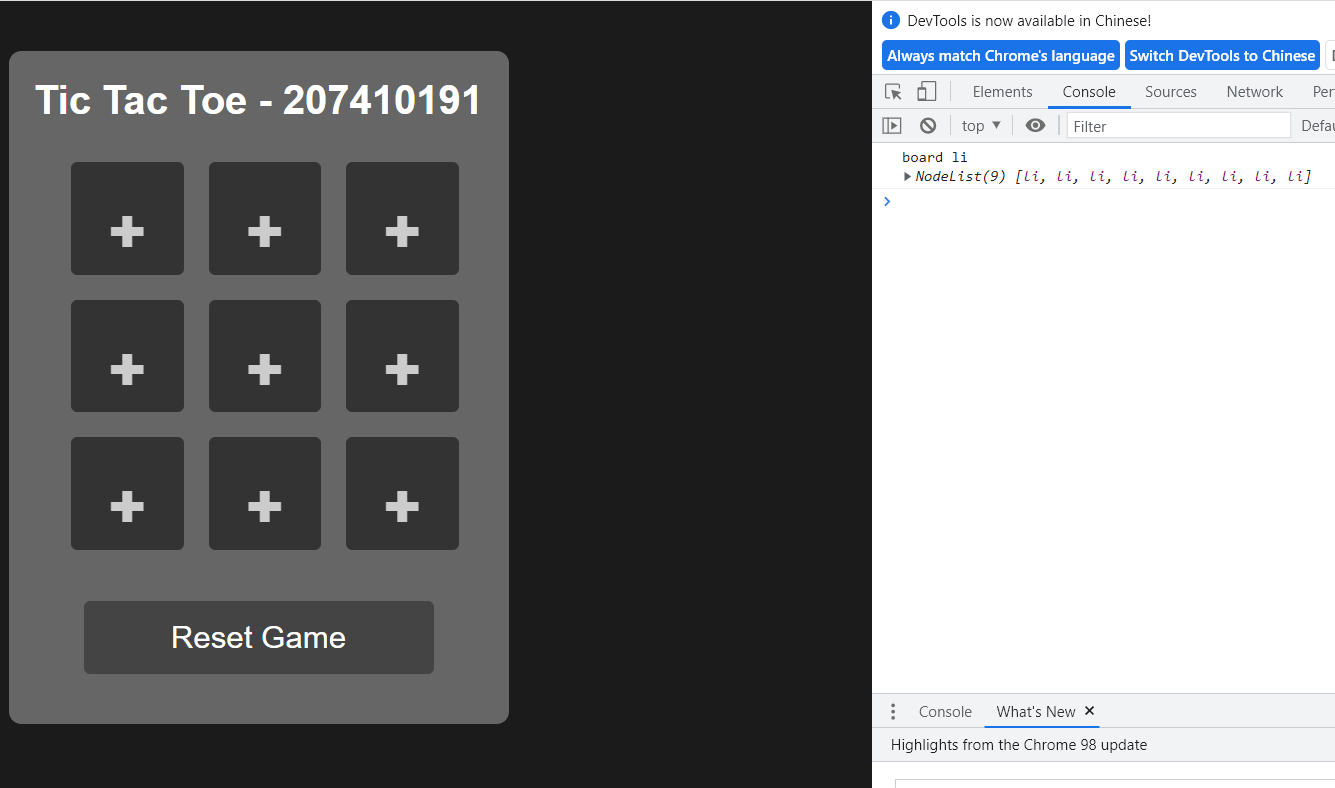 Tic Tac Toe - 207410191
+ + +
+ + +
+ + +
Reset Game
DevTools is now available in Chinese!
Always match Chrome's language Switch DevTools to Chinese
Elements Console Sources Network
top Filter
board li
NodeList(9) [li, li, li, li, li, li, li, li, li]
Console What's New
Highlights from the Chrome 98 update